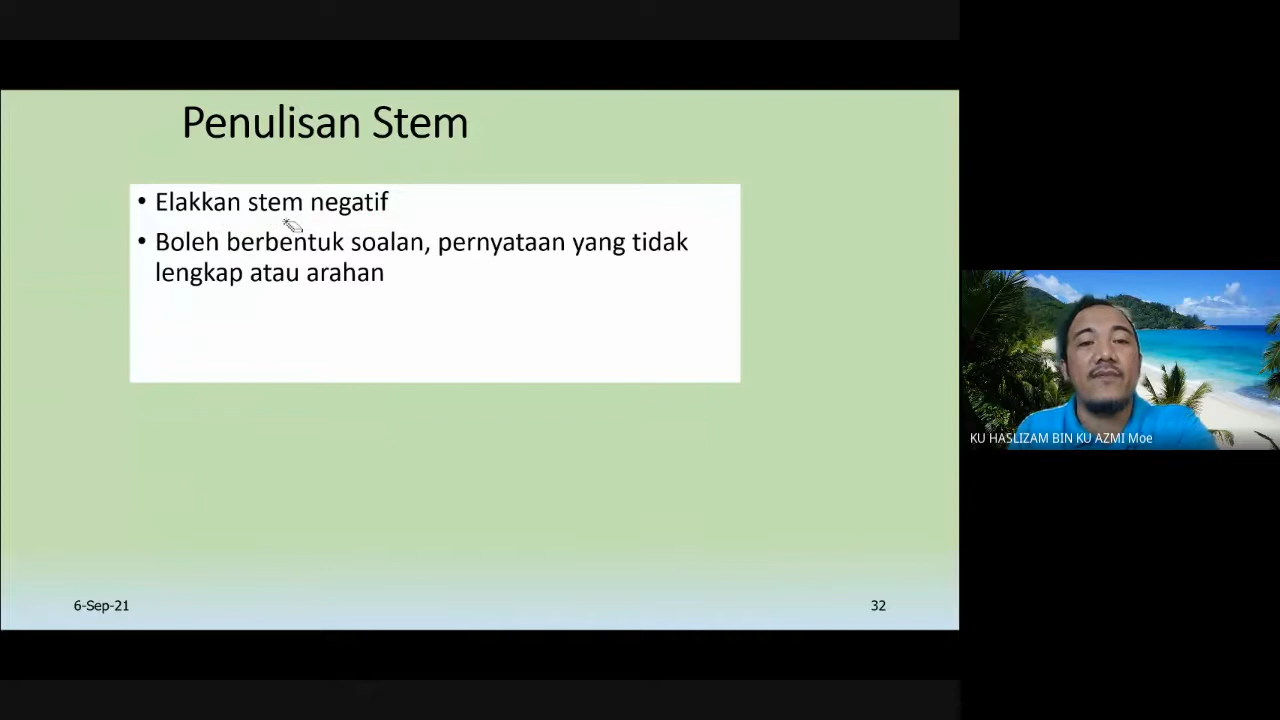 Penulisan Stem
• Elakkan stem negatif
• Boleh berbentuk soalan, pernyataan yang tidak
lengkap atau arahan
6-Sep-21
32
KU HASLIZAM BIN KU AZMI Moe